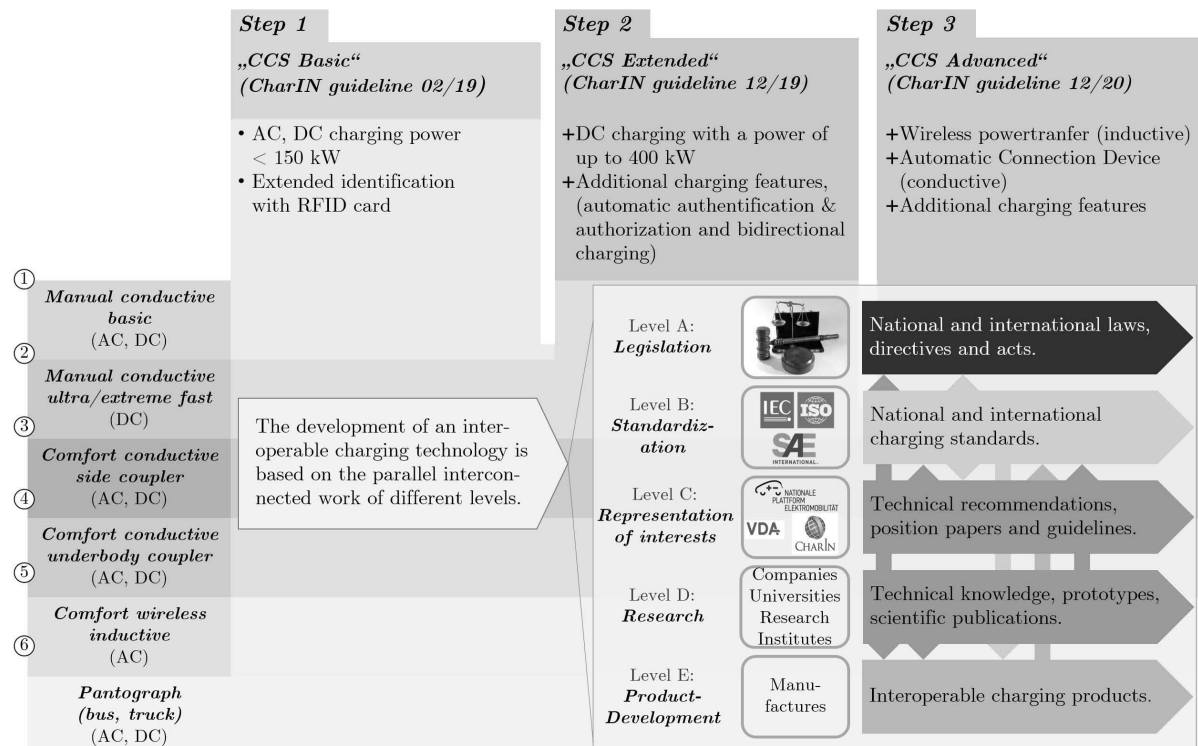 Step 1
„CCS Basic“
(CharIN guideline 02/19)
• AC, DC charging power
< 150 kW
• Extended identification
with RFID card
Step 2
„CCS Extended“
(CharIN guideline 12/19)
+DC charging with a power of
up to 400 kW
+Additional charging features,
(automatic authentification &
authorization and bidirectional
charging)
Step 3
„CCS Advanced“
(CharIN guideline 12/20)
+Wireless powertranfer (inductive)
+Automatic Connection Device
(conductive)
+Additional charging features
1
Manual conductive
basic
(AC, DC)
2
Manual conductive
ultra/extreme fast
(DC)
3
Comfort conductive
side coupler
(AC, DC)
4
Comfort conductive
underbody coupler
(AC, DC)
5
Comfort wireless
inductive
(AC)
6
Pantograph
(bus, truck)
(AC, DC)
The development of an inter-
operable charging technology is
based on the parallel intercon-
nected work of different levels.
Level A:
Legislation
National and international laws,
directives and acts.
Level B:
Standardiz-
ation
IEC ISO
SAE
INTERNATIONAL.
National and international
charging standards.
Level C:
Representation
of interests
NATIONALE
PLATTFORM
ELEKTROMOBILITÄT
VDA
CHARIN
Technical recommendations,
position papers and guidelines.
Level D:
Research
Companies
Universities
Research
Institutes
Technical knowledge, prototypes,
scientific publications.
Level E:
Product-
Development
Manu-
factures
Interoperable charging products.